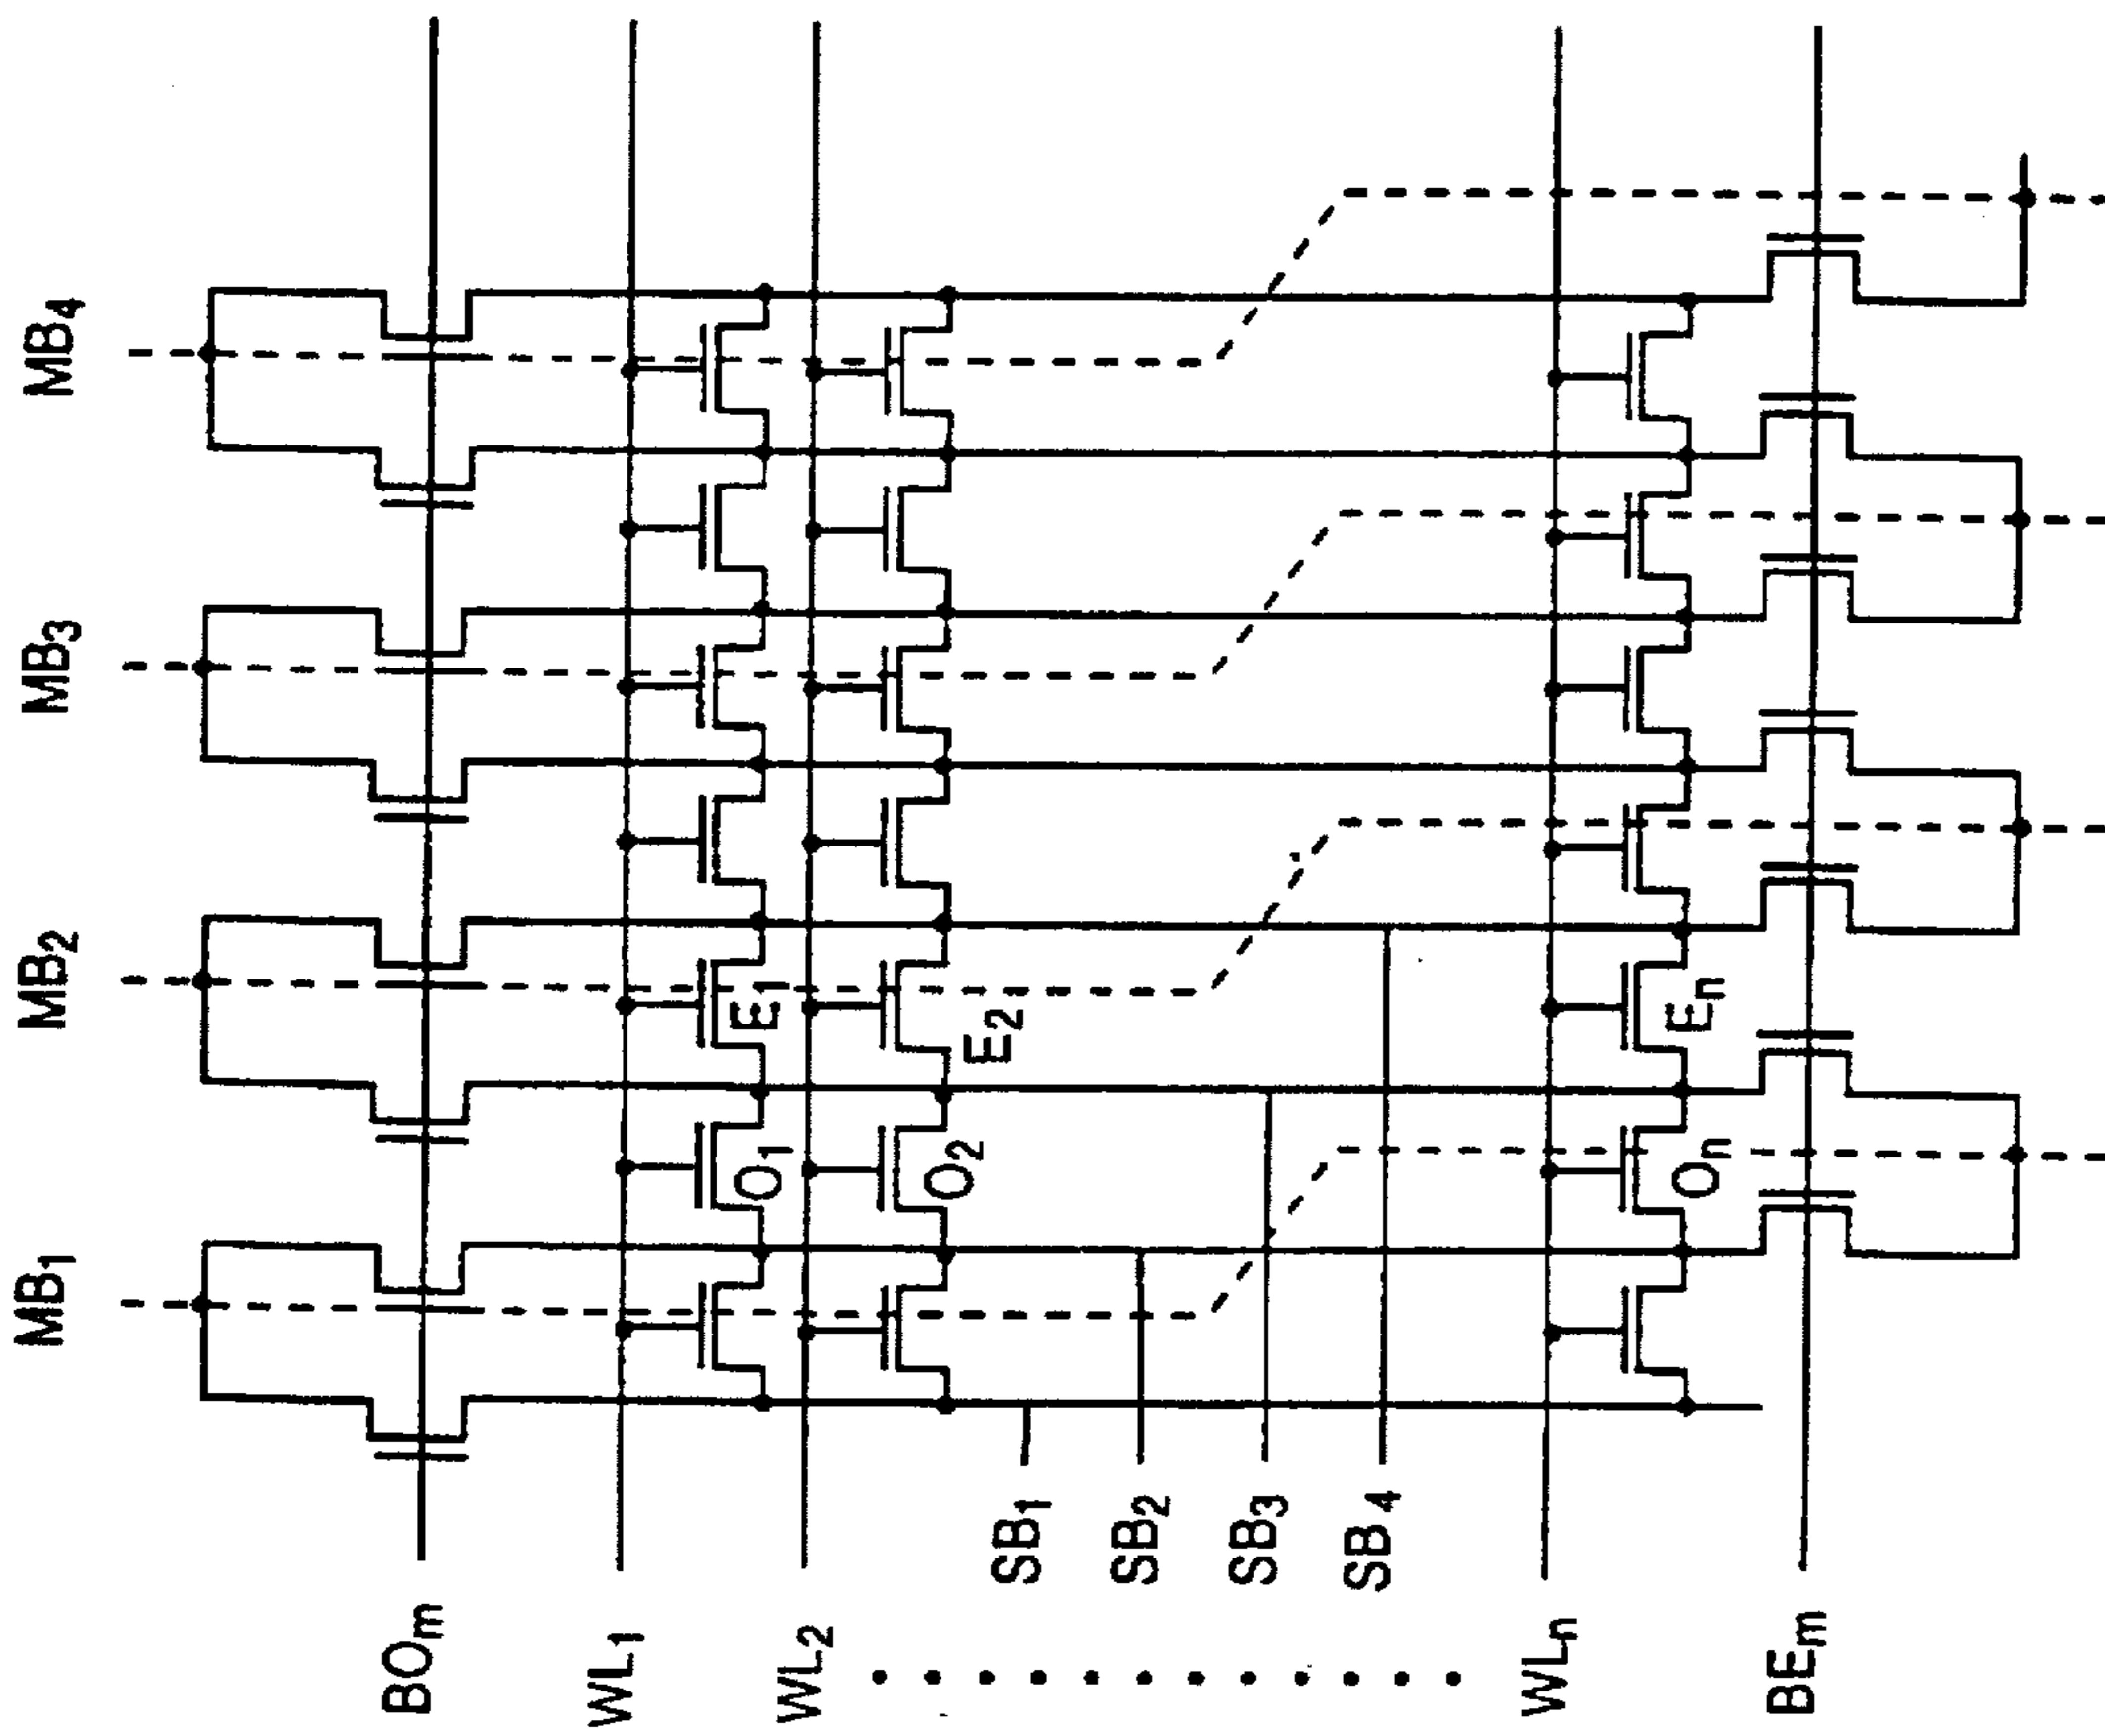 MB₁ MB₂ MB₃ MB₄
BOₘ
WL₁
E₁
O₁
WL₂
E₂
O₂
SB₁
SB₂
SB₃
SB₄
WLₙ
Eₙ
Oₙ
BEₘ